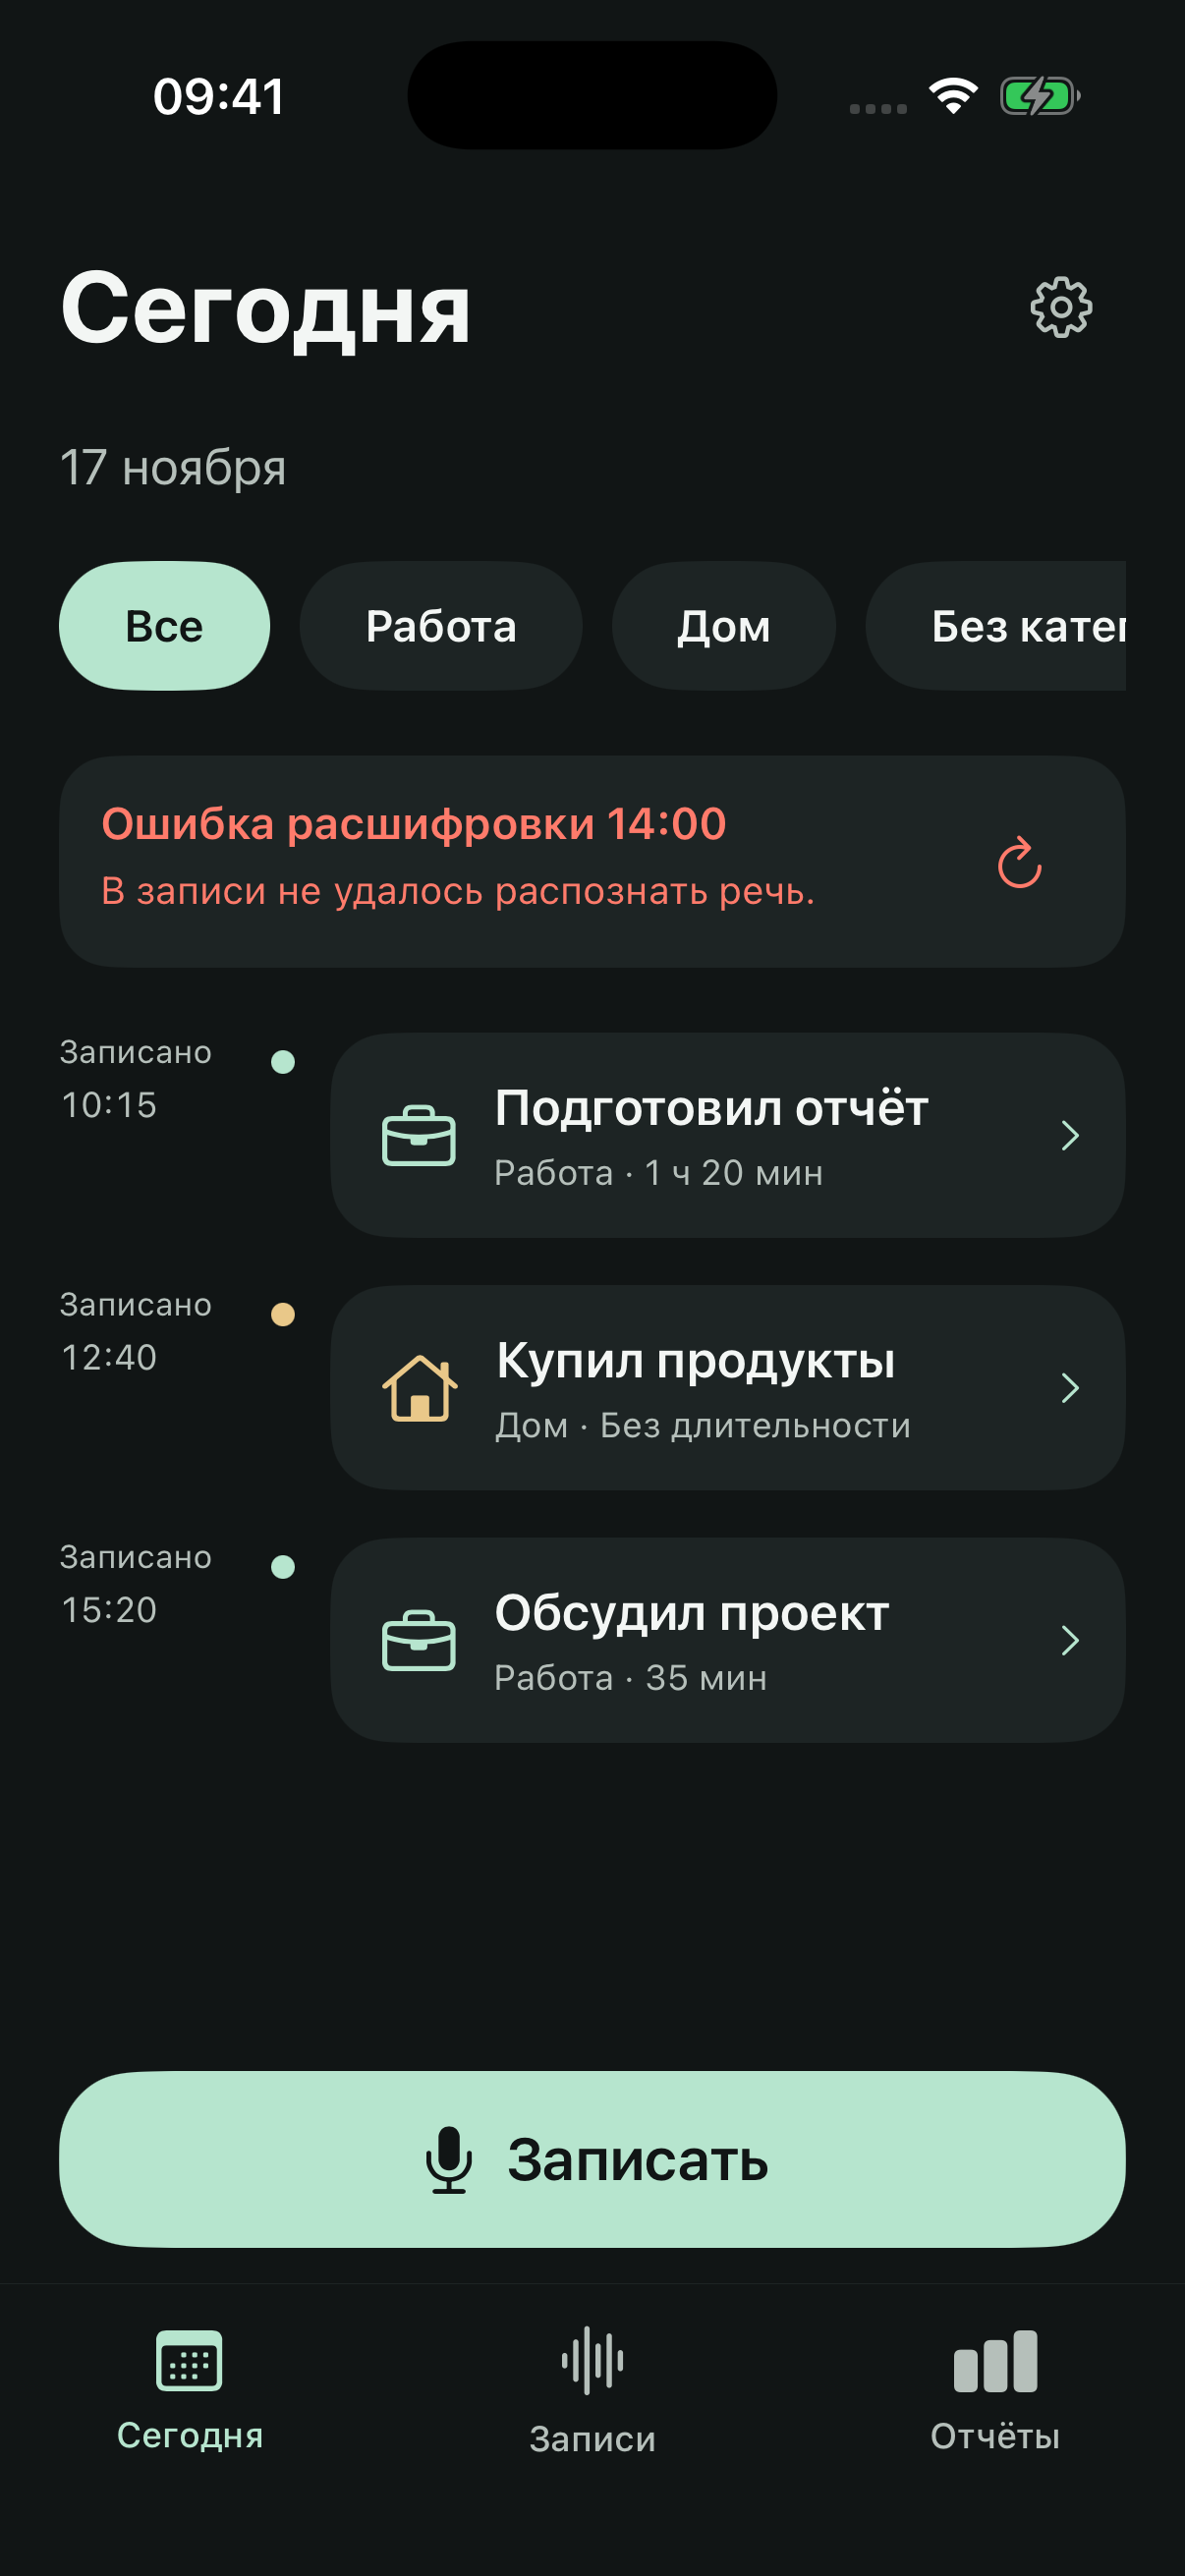 09:41
Сегодня
17 ноября
Все
Работа
Дом
Без катег
Ошибка расшифровки 14:00
В записи не удалось распознать речь.
Записано
10:15
Подготовил отчёт
Работа · 1 ч 20 мин
Записано
12:40
Купил продукты
Дом · Без длительности
Записано
15:20
Обсудил проект
Работа · 35 мин
Записать
Сегодня
Записи
Отчёты